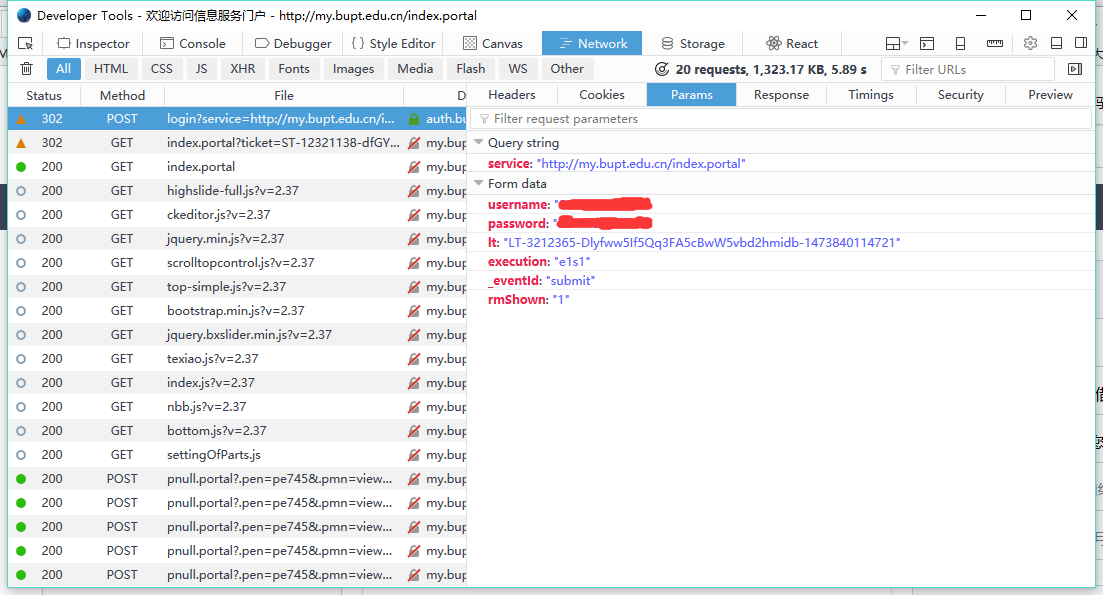 Developer Tools - 欢迎访问信息服务门户 - http://my.bupt.edu.cn/index.portal
Inspector Console Debugger { } Style Editor Canvas Network Storage React
All HTML CSS JS XHR Fonts Images Media Flash WS Other 20 requests, 1,323.17 KB, 5.89 s Filter URLs
Status Method File D Headers Cookies Params Response Timings Security Preview
302 POST login?service=http://my.bupt.edu.cn/i... auth.bu
302 GET index.portal?ticket=ST-12321138-dfGY... my.bup
200 GET index.portal my.bup
200 GET highslide-full.js?v=2.37 my.bup
200 GET ckeditor.js?v=2.37 my.bup
200 GET jquery.min.js?v=2.37 my.bup
200 GET scrolltopcontrol.js?v=2.37 my.bup
200 GET top-simple.js?v=2.37 my.bup
200 GET bootstrap.min.js?v=2.37 my.bup
200 GET jquery.bxslider.min.js?v=2.37 my.bup
200 GET texiao.js?v=2.37 my.bup
200 GET index.js?v=2.37 my.bup
200 GET nbb.js?v=2.37 my.bup
200 GET bottom.js?v=2.37 my.bup
200 GET settingOfParts.js my.bup
200 POST pnull.portal?.pen=pe745&.pmn=view... my.bup
200 POST pnull.portal?.pen=pe745&.pmn=view... my.bup
200 POST pnull.portal?.pen=pe745&.pmn=view... my.bup
200 POST pnull.portal?.pen=pe745&.pmn=view... my.bup
200 POST pnull.portal?.pen=pe745&.pmn=view... my.bup
Filter request parameters
Query string
service: "http://my.bupt.edu.cn/index.portal"
Form data
username: "
password: "
lt: "LT-3212365-Dlyfww5If5Qq3FA5cBwW5vbd2hmidb-1473840114721"
execution: "e1s1"
_eventId: "submit"
rmShown: "1"